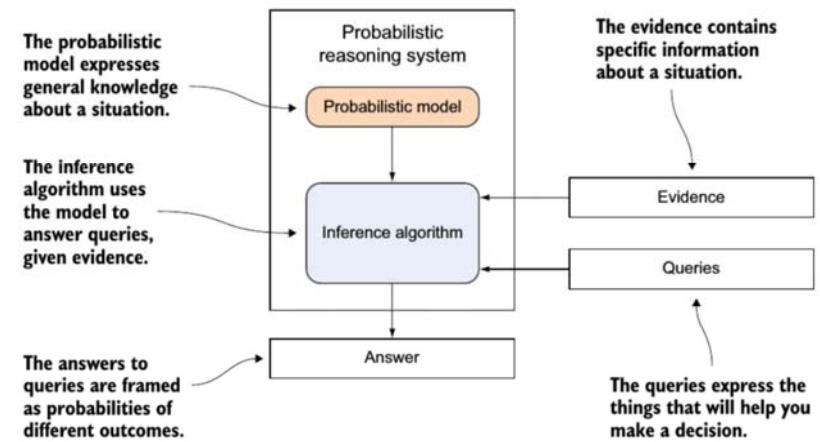 The probabilistic
model expresses
general knowledge
about a situation.
Probabilistic
reasoning system
Probabilistic model
The evidence contains
specific information
about a situation.
The inference
algorithm uses
the model to
answer queries,
given evidence.
Inference algorithm
Evidence
Queries
The answers to
queries are framed
as probabilities of
different outcomes.
Answer
The queries express the
things that will help you
make a decision.